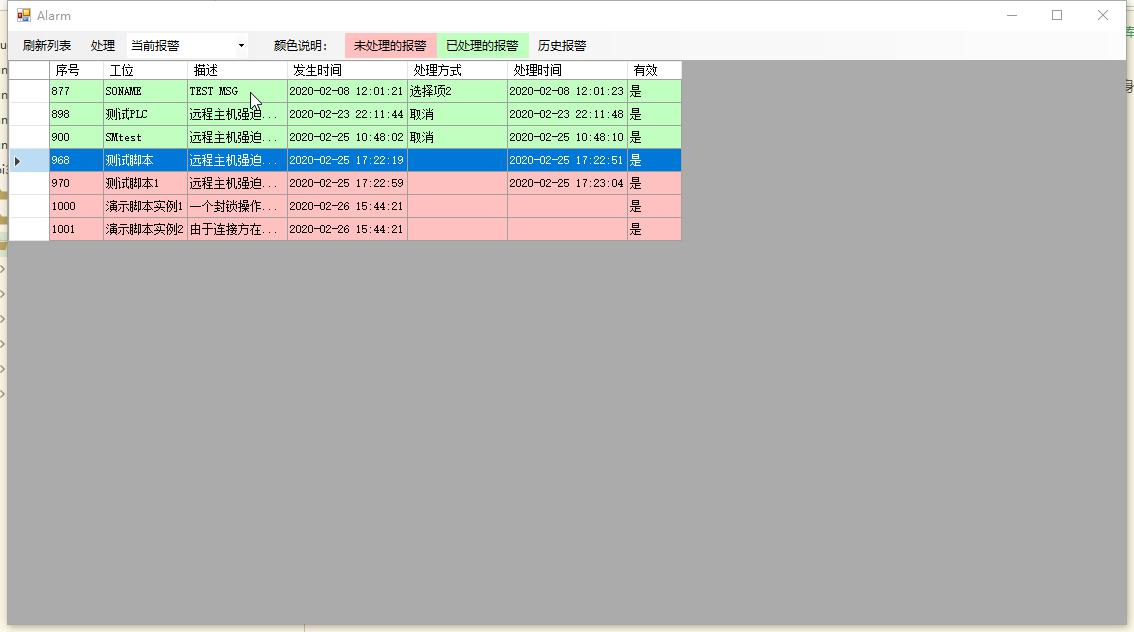 Alarm
刷新列表 处理 当前报警 颜色说明: 未处理的报警 已处理的报警 历史报警
序号 工位 描述 发生时间 处理方式 处理时间 有效
877 SONAME TEST MSG 2020-02-08 12:01:21 选择项2 2020-02-08 12:01:23 是
898 测试PLC 远程主机强迫... 2020-02-23 22:11:44 取消 2020-02-23 22:11:48 是
900 SMtest 远程主机强迫... 2020-02-25 10:48:02 取消 2020-02-25 10:48:10 是
968 测试脚本 远程主机强迫... 2020-02-25 17:22:19 2020-02-25 17:22:51 是
970 测试脚本1 远程主机强迫... 2020-02-25 17:22:59 2020-02-25 17:23:04 是
1000 演示脚本实例1 一个封锁操作... 2020-02-26 15:44:21 是
1001 演示脚本实例2 由于连接方在... 2020-02-26 15:44:21 是